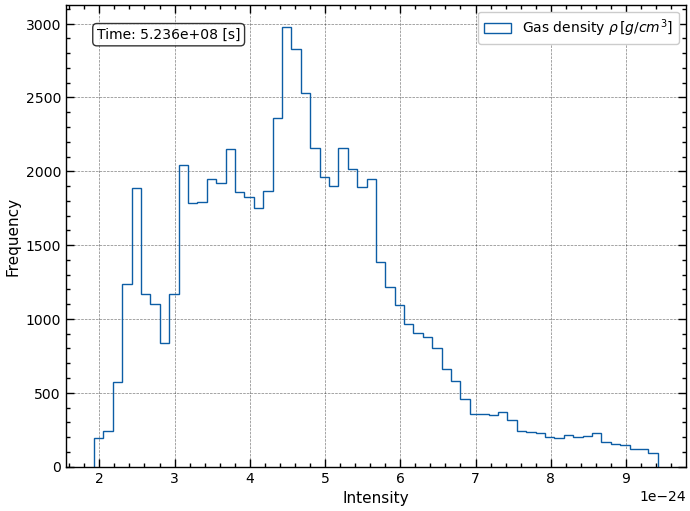 Time: 5.236e+08 [s]
Gas density ρ [g/cm³]
Frequency
3000
2500
2000
1500
1000
500
0
2 3 4 5 6 7 8 9
1e−24
Intensity